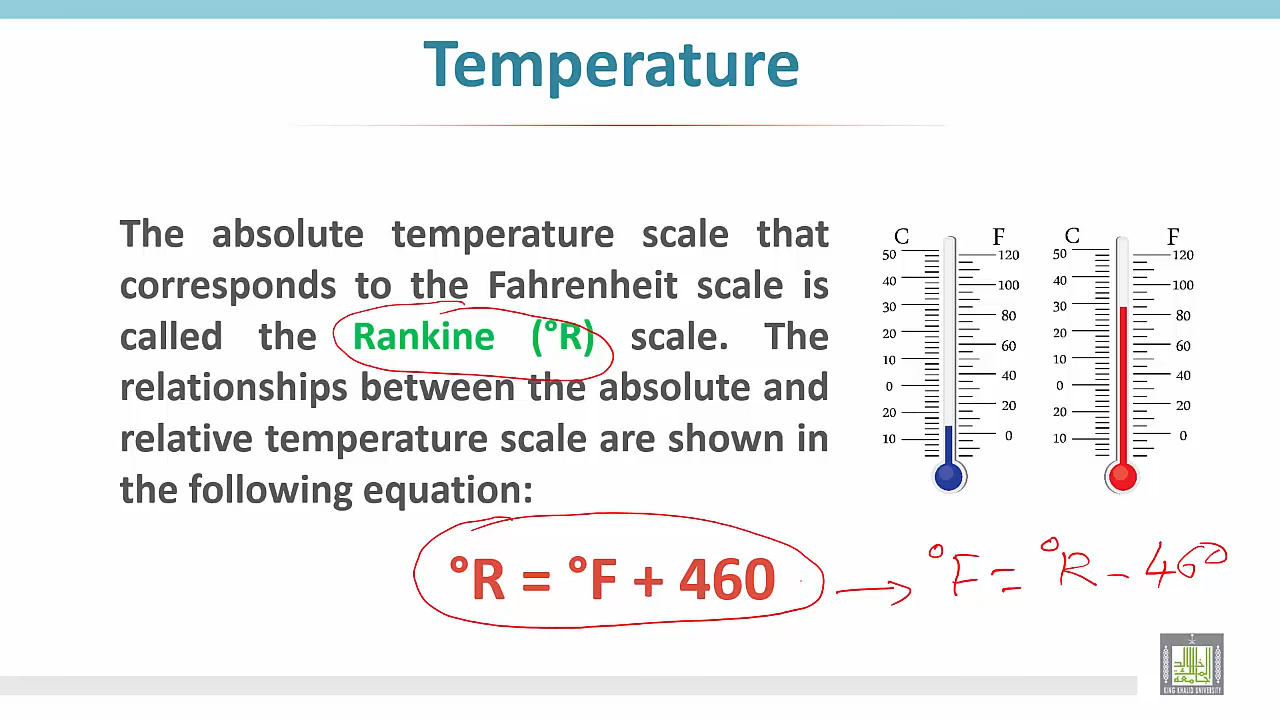 Temperature
The absolute temperature scale that
corresponds to the Fahrenheit scale is
called the Rankine (°R) scale. The
relationships between the absolute and
relative temperature scale are shown in
the following equation:
°R = °F + 460
°F = °R - 460
C F
50 120
40 100
30 80
20 60
10 40
0 20
20 0
10
C F
50 120
40 100
30 80
20 60
10 40
0 20
20 0
10
KING KHALID UNIVERSITY